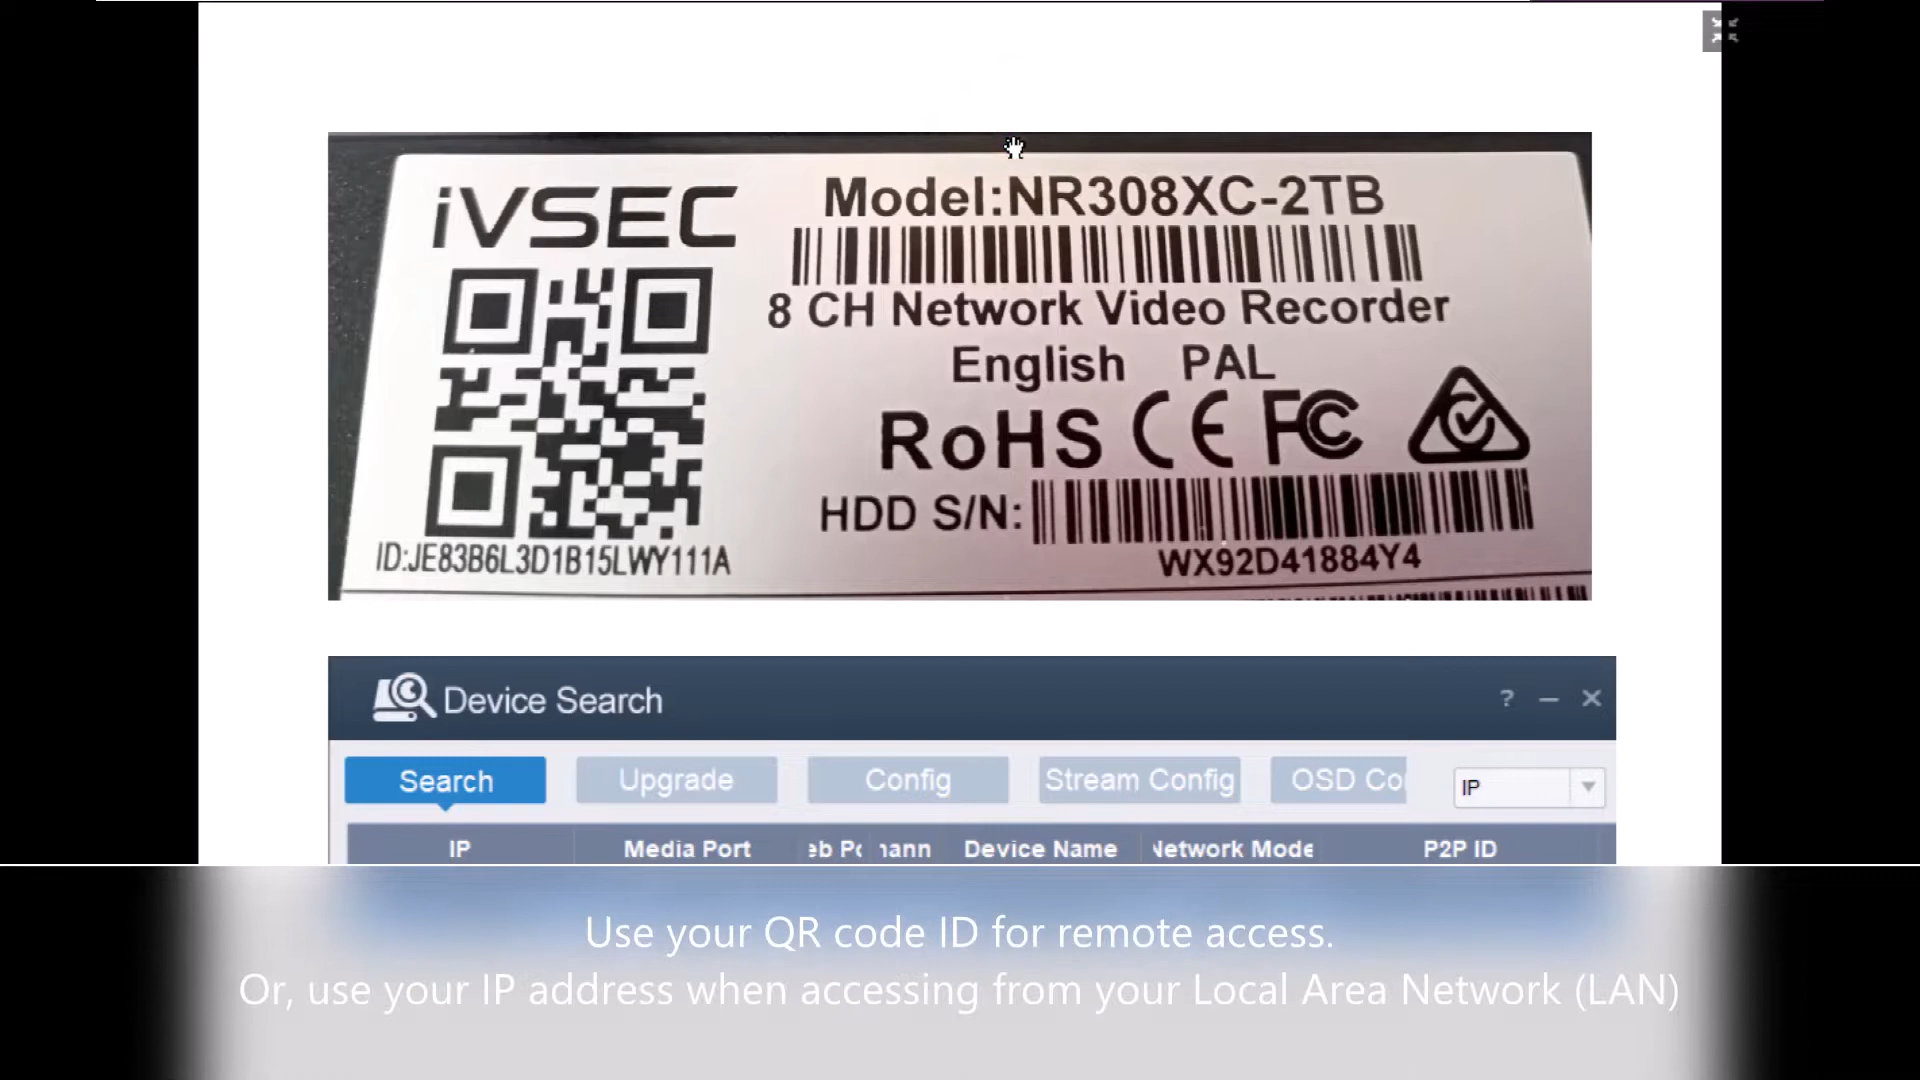 iVSEC
Model:NR308XC-2TB
8 CH Network Video Recorder
English PAL
RoHS CE FC
HDD S/N:
WX92D41884Y4
ID:JE83B6L3D1B15LWY111A
Device Search
? 
Search Upgrade Config Stream Config OSD Co
IP
IP Media Port Device Name Network Mode P2P ID
Use your QR code ID for remote access.
Or, use your IP address when accessing from your Local Area Network (LAN)